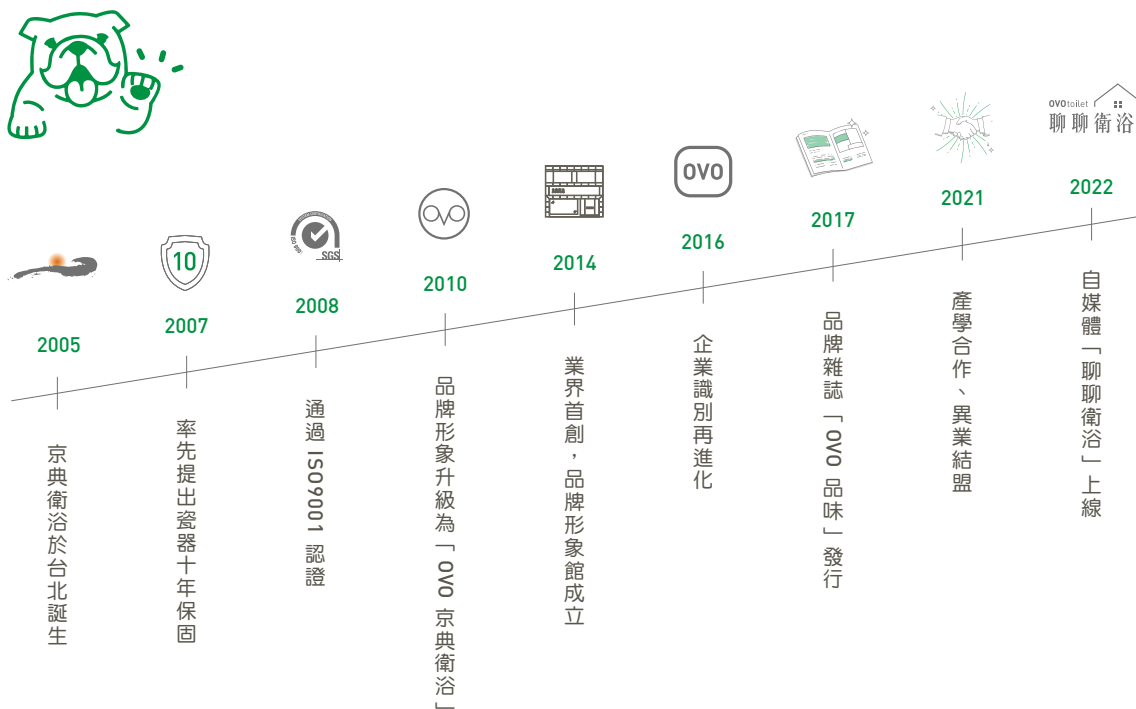 2005
京典衛浴於台北誕生
10
2007
率先提出瓷器十年保固
ISO 9001
SGS
2008
通過 ISO9001 認證
OVO
2010
品牌形象升級為「OVO 京典衛浴」
2014
業界首創，品牌形象館成立
OVO
2016
企業識別再進化
2017
品牌雜誌「OVO 品味」發行
2021
產學合作、異業結盟
OVOtoilet
聊聊衛浴
2022
自媒體「聊聊衛浴」上線